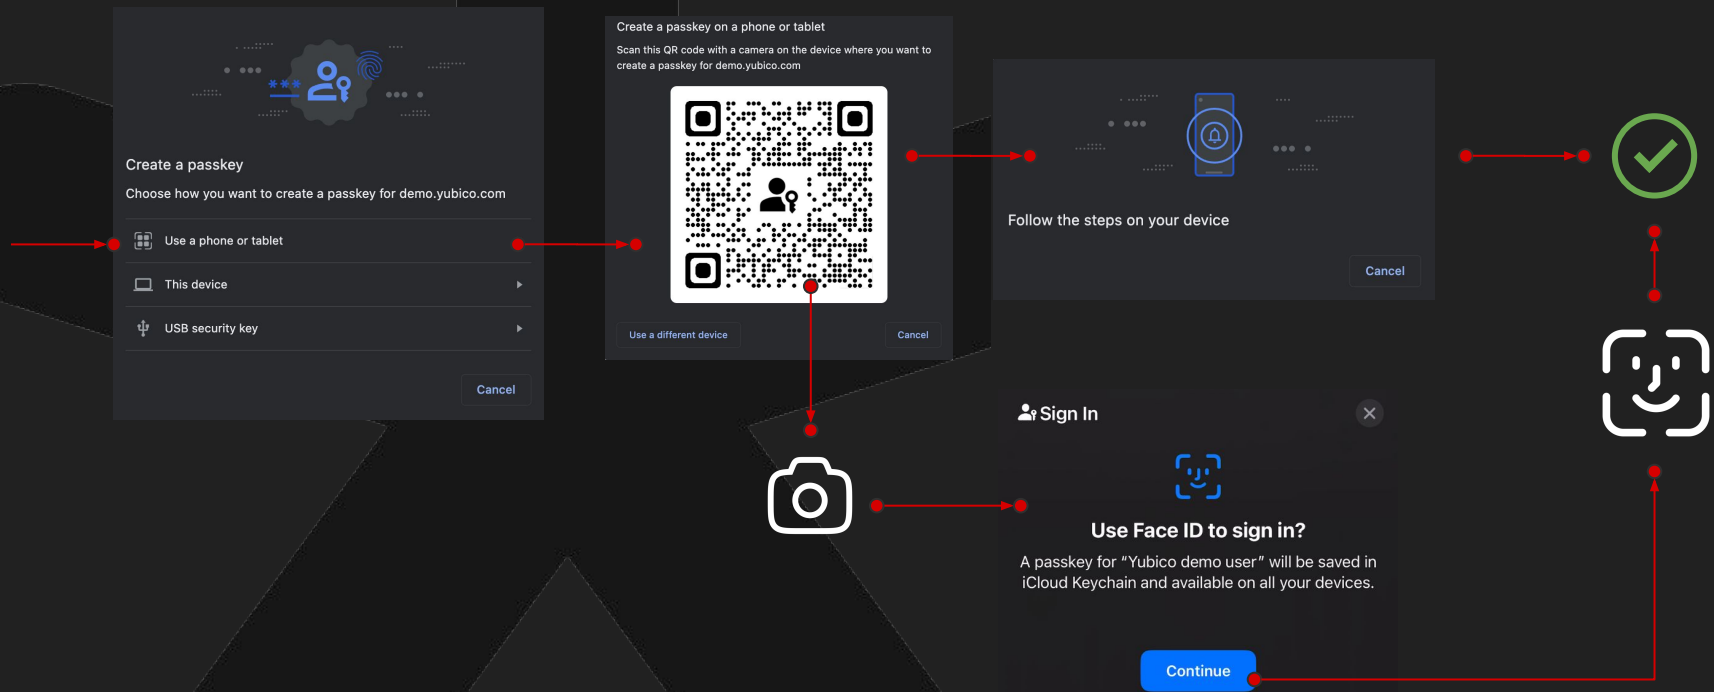 Create a passkey
Choose how you want to create a passkey for demo.yubico.com
Use a phone or tablet
This device
USB security key
Cancel
Create a passkey on a phone or tablet
Scan this QR code with a camera on the device where you want to
create a passkey for demo.yubico.com
Use a different device
Cancel
Follow the steps on your device
Cancel
Sign In
Use Face ID to sign in?
A passkey for “Yubico demo user” will be saved in
iCloud Keychain and available on all your devices.
Continue